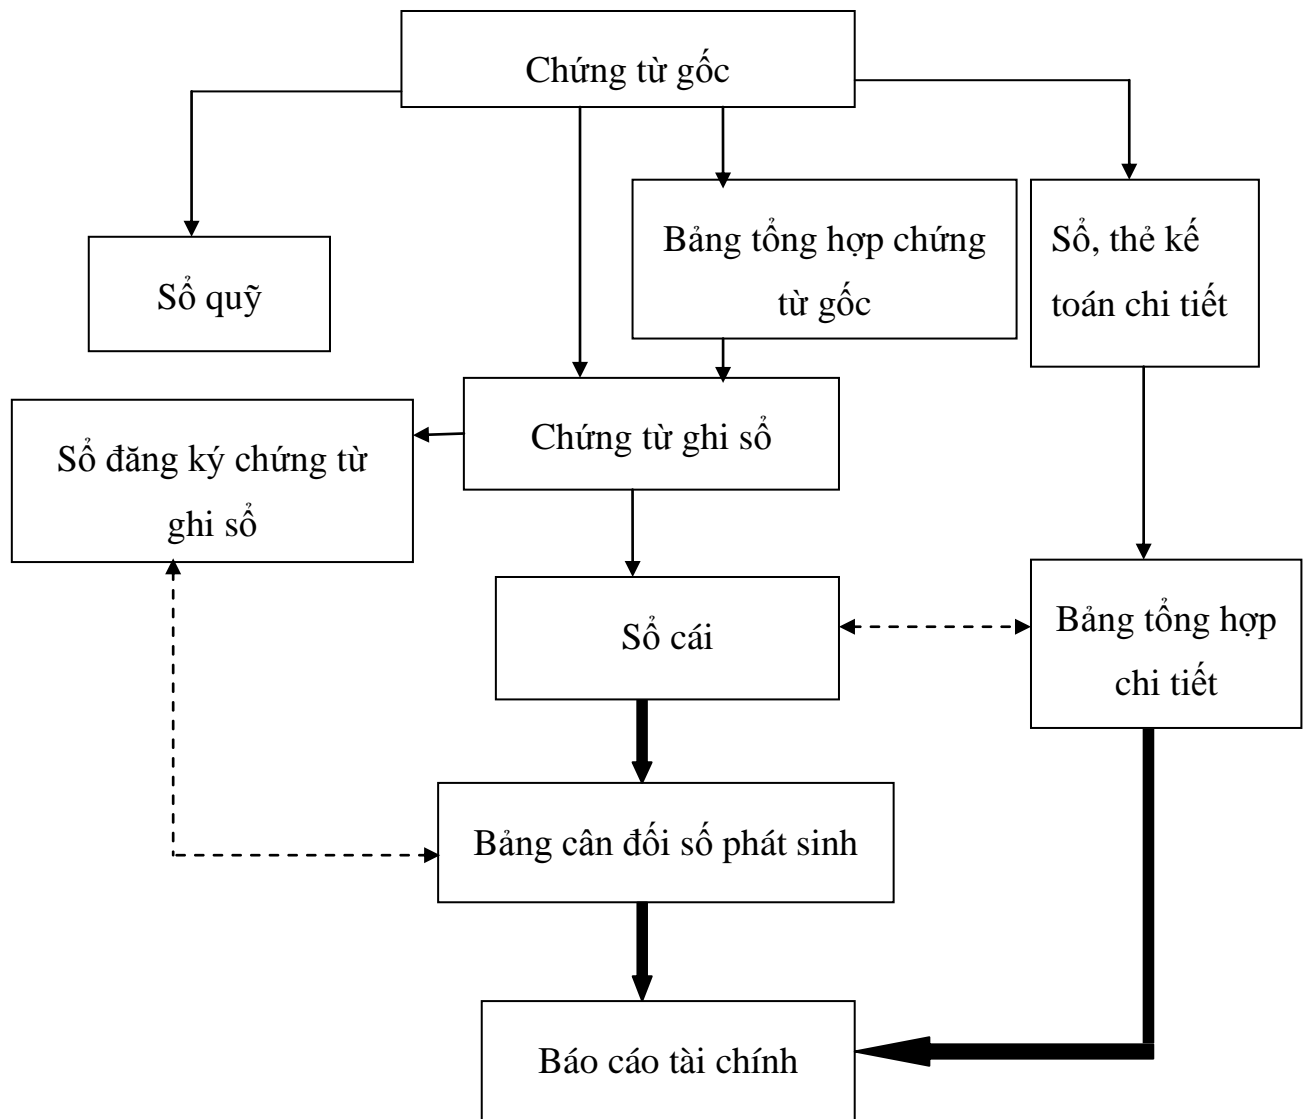 Chứng từ gốc
Bảng tổng hợp chứng
từ gốc
Sổ, thẻ kế
toán chi tiết
Sổ quỹ
Sổ đăng ký chứng từ
ghi sổ
Chứng từ ghi sổ
Sổ cái
Bảng tổng hợp
chi tiết
Bảng cân đối số phát sinh
Báo cáo tài chính